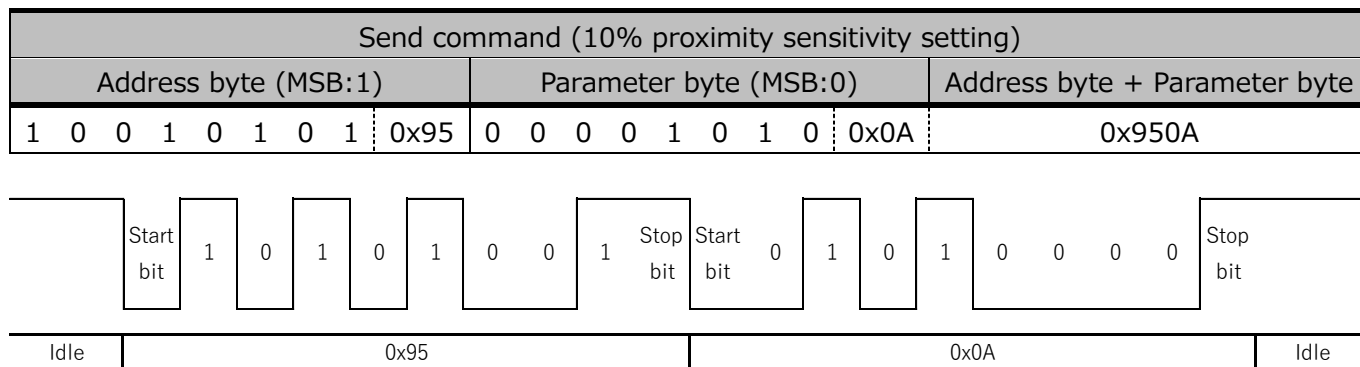 Send command (10% proximity sensitivity setting)
Address byte (MSB:1) Parameter byte (MSB:0) Address byte + Parameter byte
1 0 0 1 0 1 0 1 0x95 0 0 0 0 1 0 1 0 0x0A 0x950A
Start bit 1 0 1 0 1 0 0 1 Stop bit Start bit 0 1 0 1 0 0 0 0 Stop bit
Idle 0x95 0x0A Idle